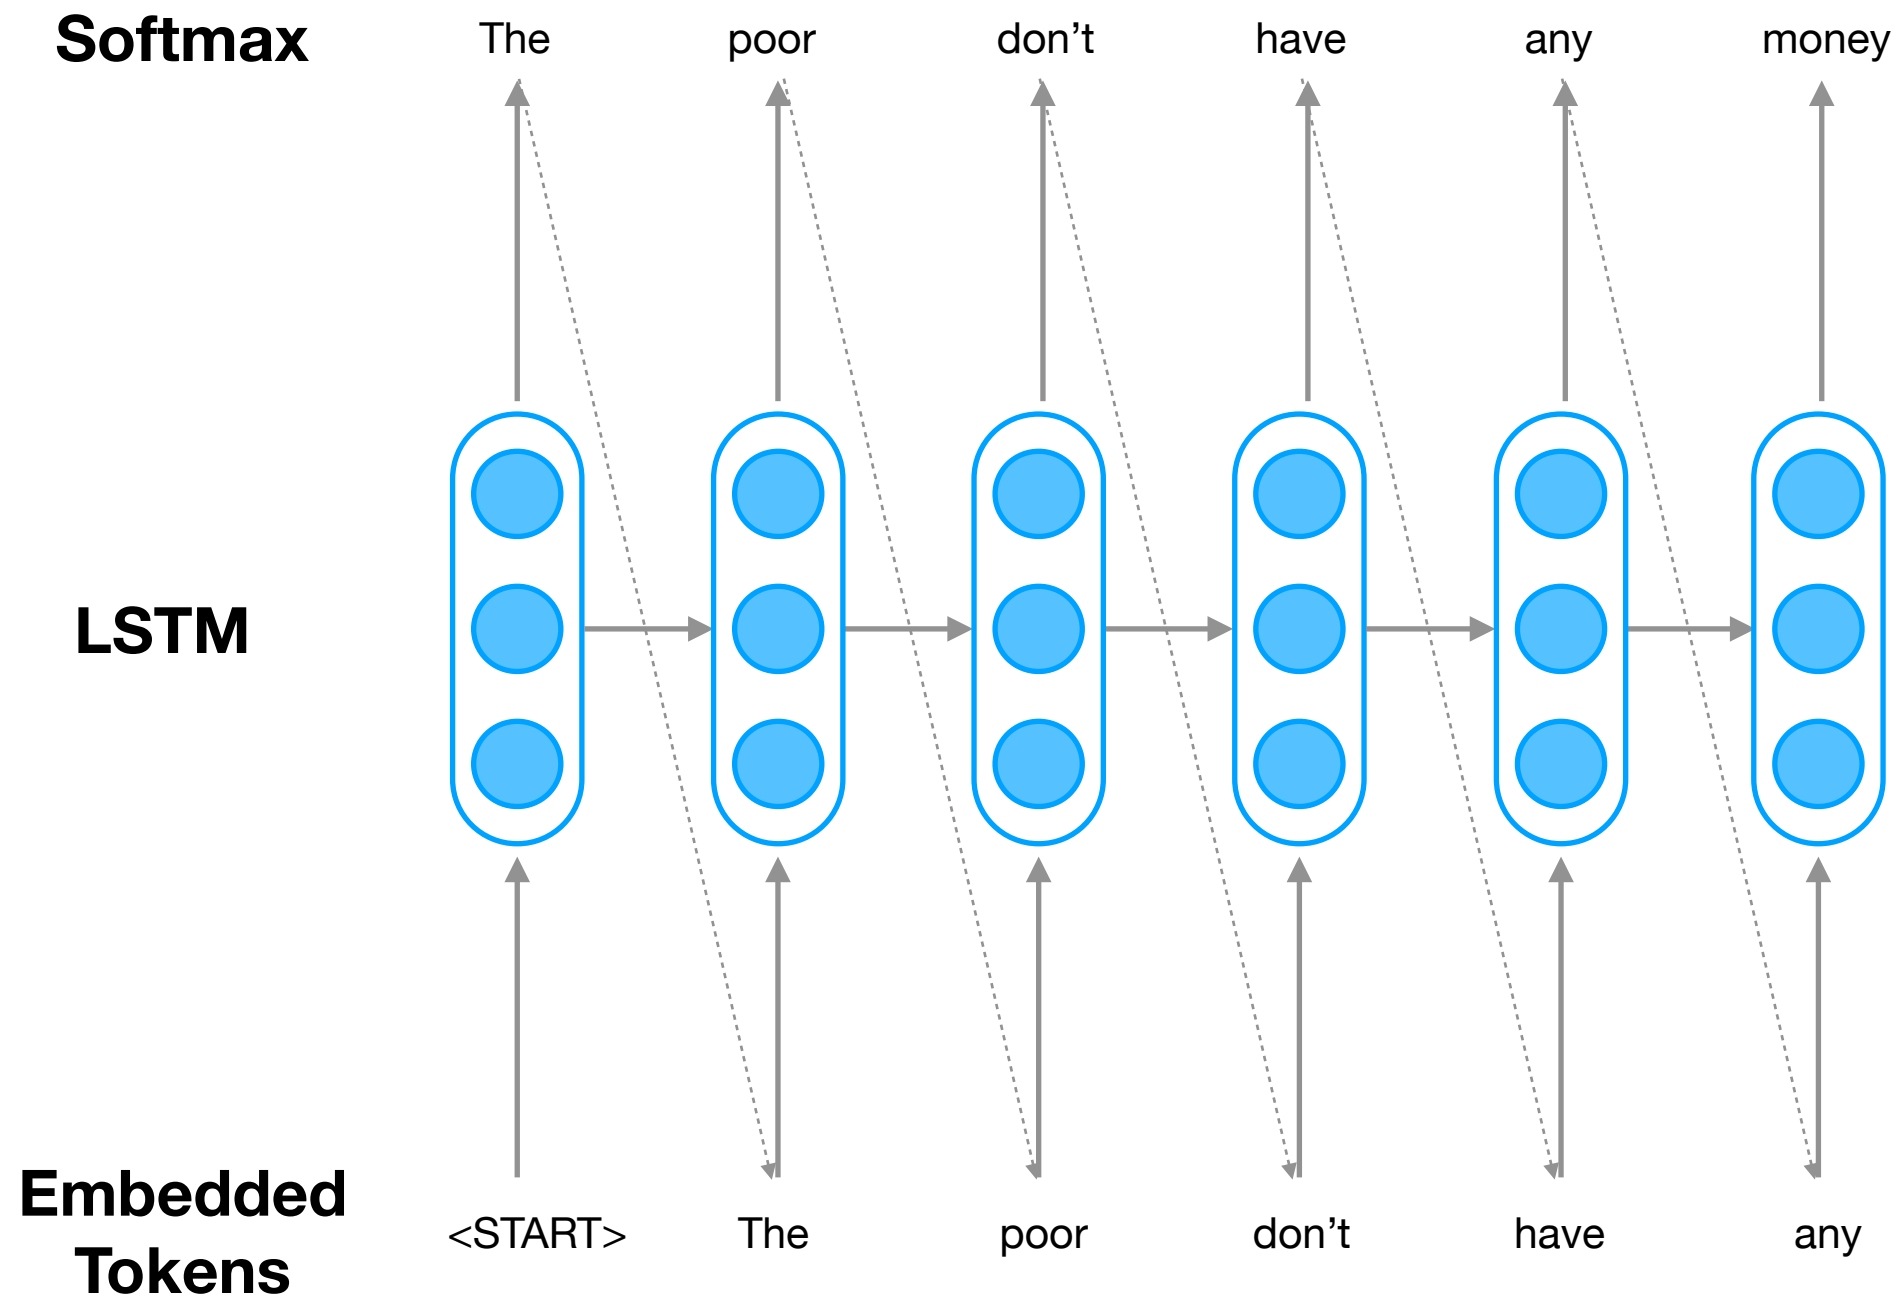 Softmax The poor don’t have any money
LSTM
Embedded
Tokens
<START> The poor don’t have any